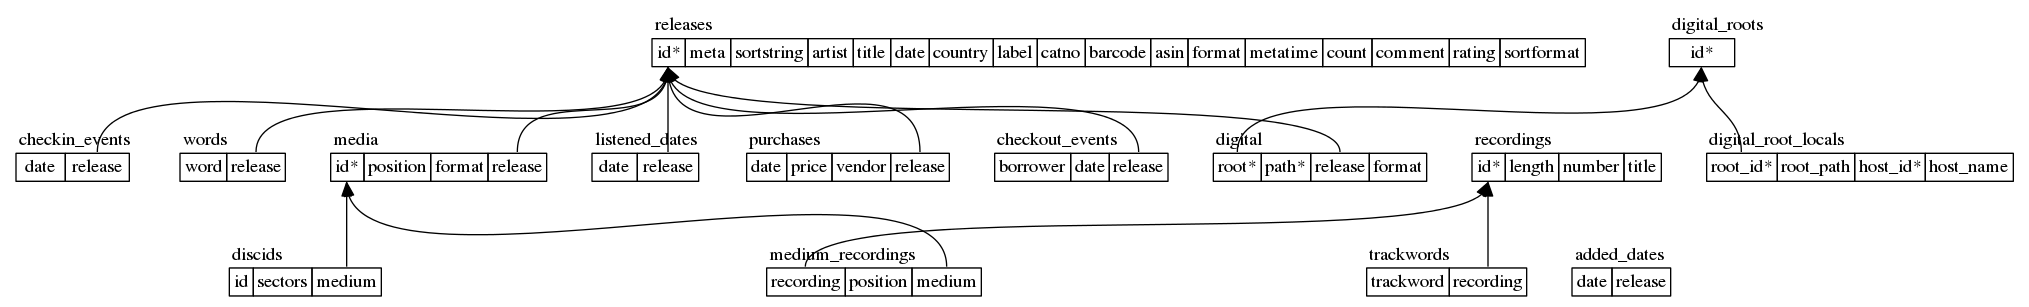 releases
digital_roots
id* meta sortstring artist title date country label catno barcode asin format metatime count comment rating sortformat
id*
checkin_events
words
media
listened_dates
purchases
checkout_events
digital
recordings
digital_root_locals
date release
word release
id* position format release
date release
date price vendor release
borrower date release
root* path* release format
id* length number title
root_id* root_path host_id* host_name
discids
medium_recordings
trackwords
added_dates
id sectors medium
recording position medium
trackword recording
date release